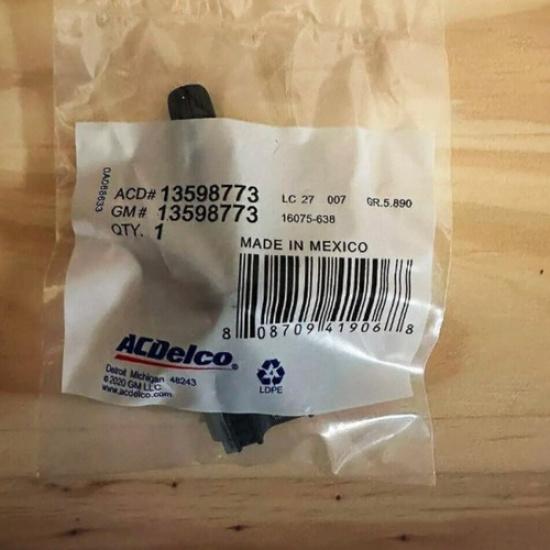 DA088633
ACD# 13598773 LC 27 007 GR.5.890
GM # 13598773 16075-638
QTY. 1 MADE IN MEXICO
8 08709 41906 8
ACDelco®
Detroit Michigan 48243
©2020 GM LLC
www.acdelco.com
LDPE